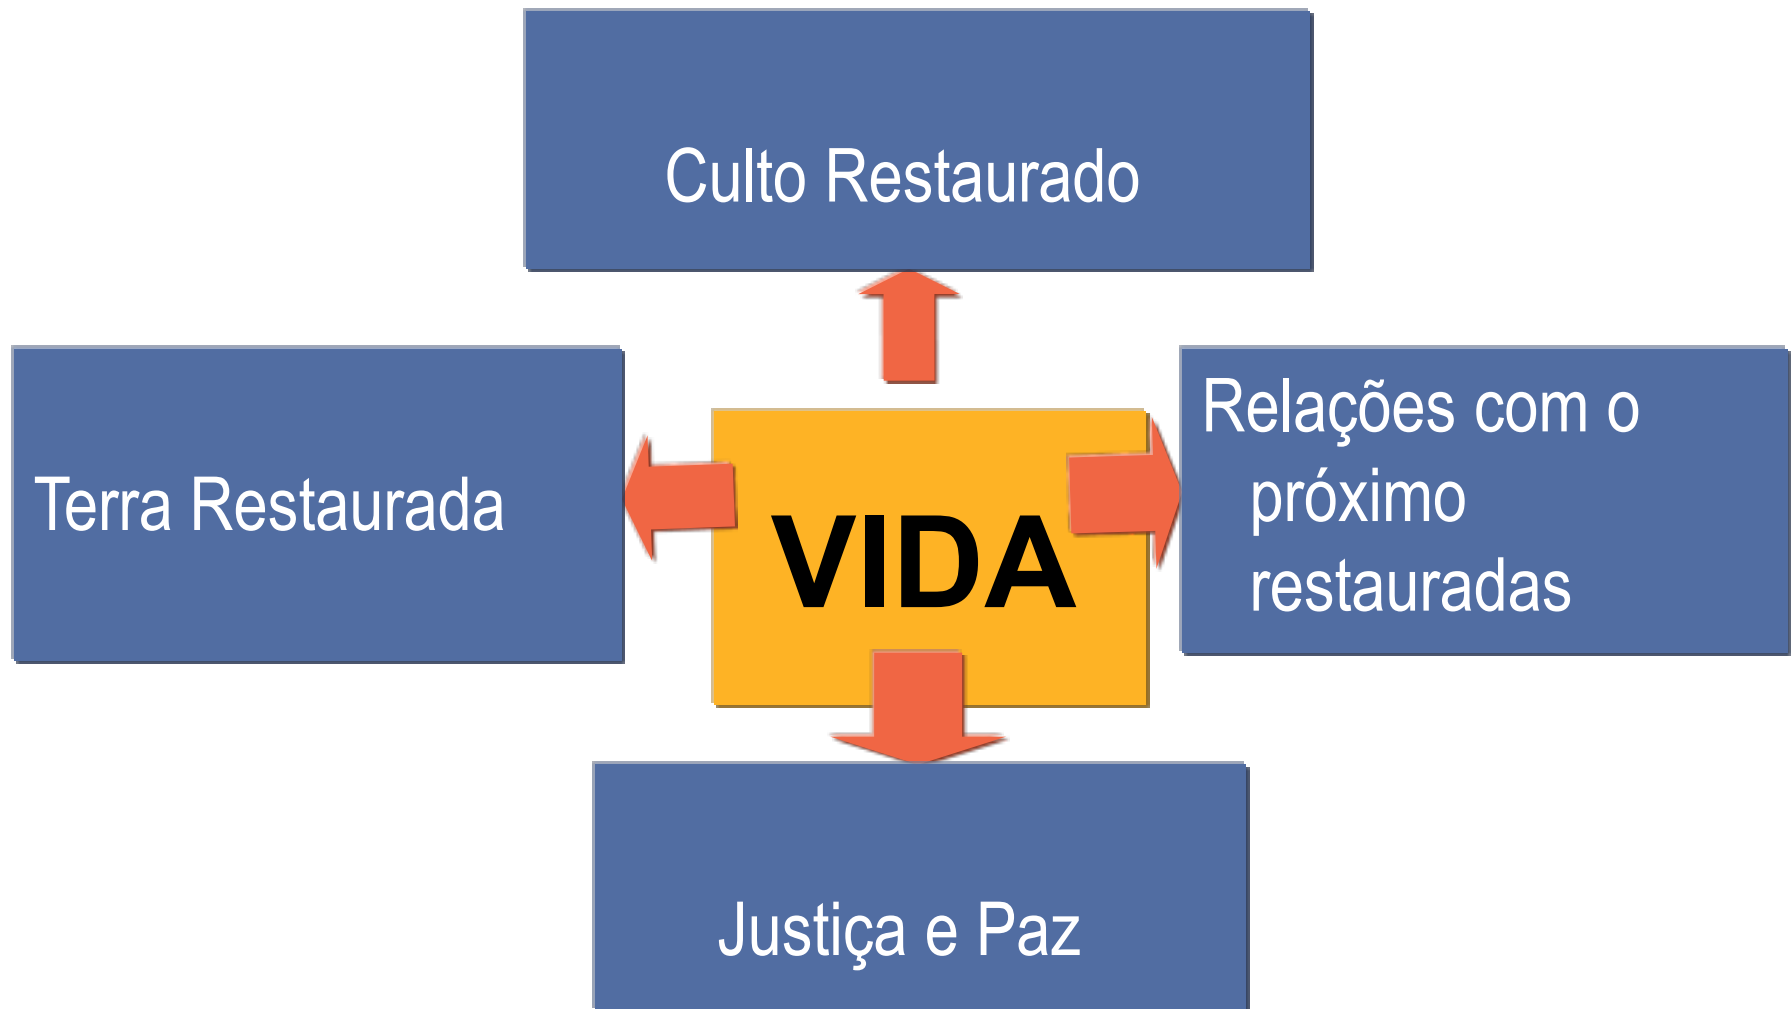 Culto Restaurado
Terra Restaurada
VIDA
Relações com o
próximo
restauradas
Justiça e Paz